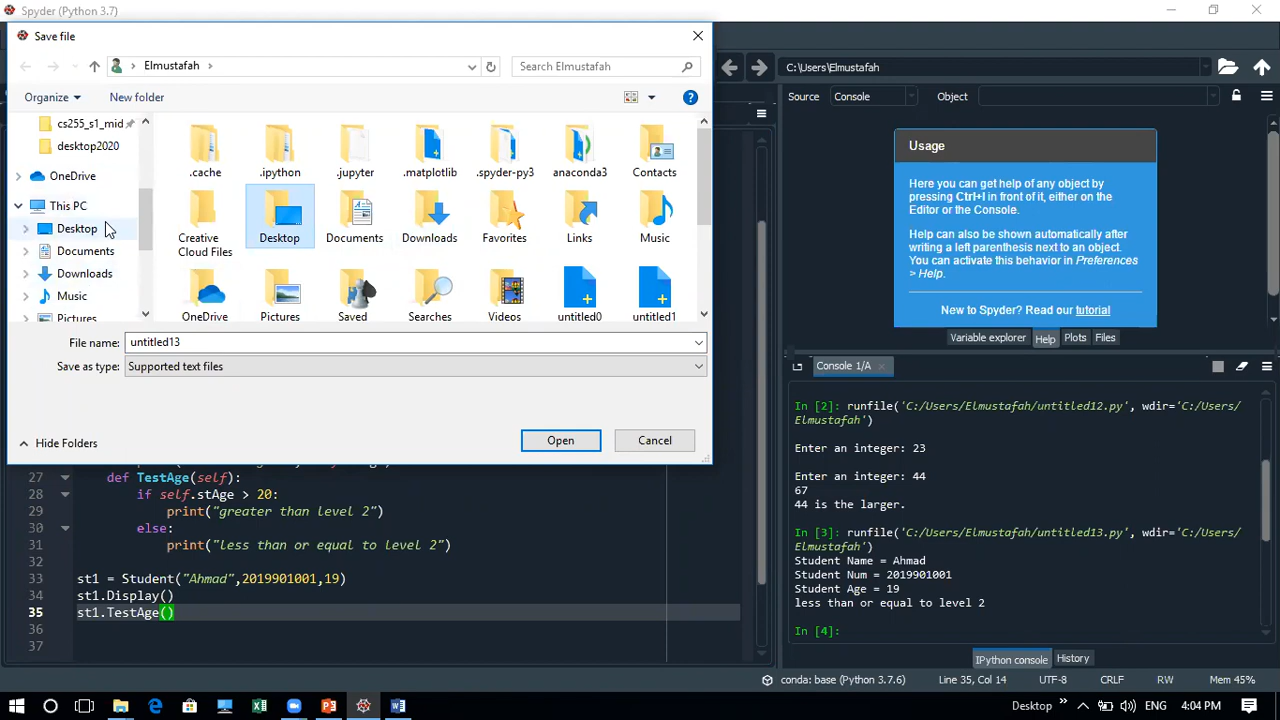 Spyder (Python 3.7)
Save file
Elmustafah
Search Elmustafah
Organize
New folder
cs255_s1_mid
desktop2020
OneDrive
This PC
Desktop
Documents
Downloads
Music
Pictures
.cache
.ipython
.jupyter
.matplotlib
.spyder-py3
anaconda3
Contacts
Creative
Cloud Files
Desktop
Documents
Downloads
Favorites
Links
Music
OneDrive
Pictures
Saved
Searches
Videos
untitled0
untitled1
File name: untitled13
Save as type: Supported text files
Hide Folders
Open
Cancel
27 def TestAge(self):
28 if self.stAge > 20:
29 print("greater than level 2")
30 else:
31 print("less than or equal to level 2")
32
33 st1 = Student("Ahmad",2019901001,19)
34 st1.Display()
35 st1.TestAge()
36
37
C:\Users\Elmustafah
Source Console Object
Usage
Here you can get help of any object by
pressing Ctrl+I in front of it, either on the
Editor or the Console.
Help can also be shown automatically after
writing a left parenthesis next to an object.
You can activate this behavior in Preferences
> Help.
New to Spyder? Read our tutorial
Variable explorer Help Plots Files
Console 1/A
In [2]: runfile('C:/Users/Elmustafah/untitled12.py', wdir='C:/Users/
Elmustafah')
Enter an integer: 23
Enter an integer: 44
67
44 is the larger.
In [3]: runfile('C:/Users/Elmustafah/untitled13.py', wdir='C:/Users/
Elmustafah')
Student Name = Ahmad
Student Num = 2019901001
Student Age = 19
less than or equal to level 2
In [4]:
IPython console History
conda: base (Python 3.7.6) Line 35, Col 14 UTF-8 CRLF RW Mem 45%
Desktop ENG 4:04 PM